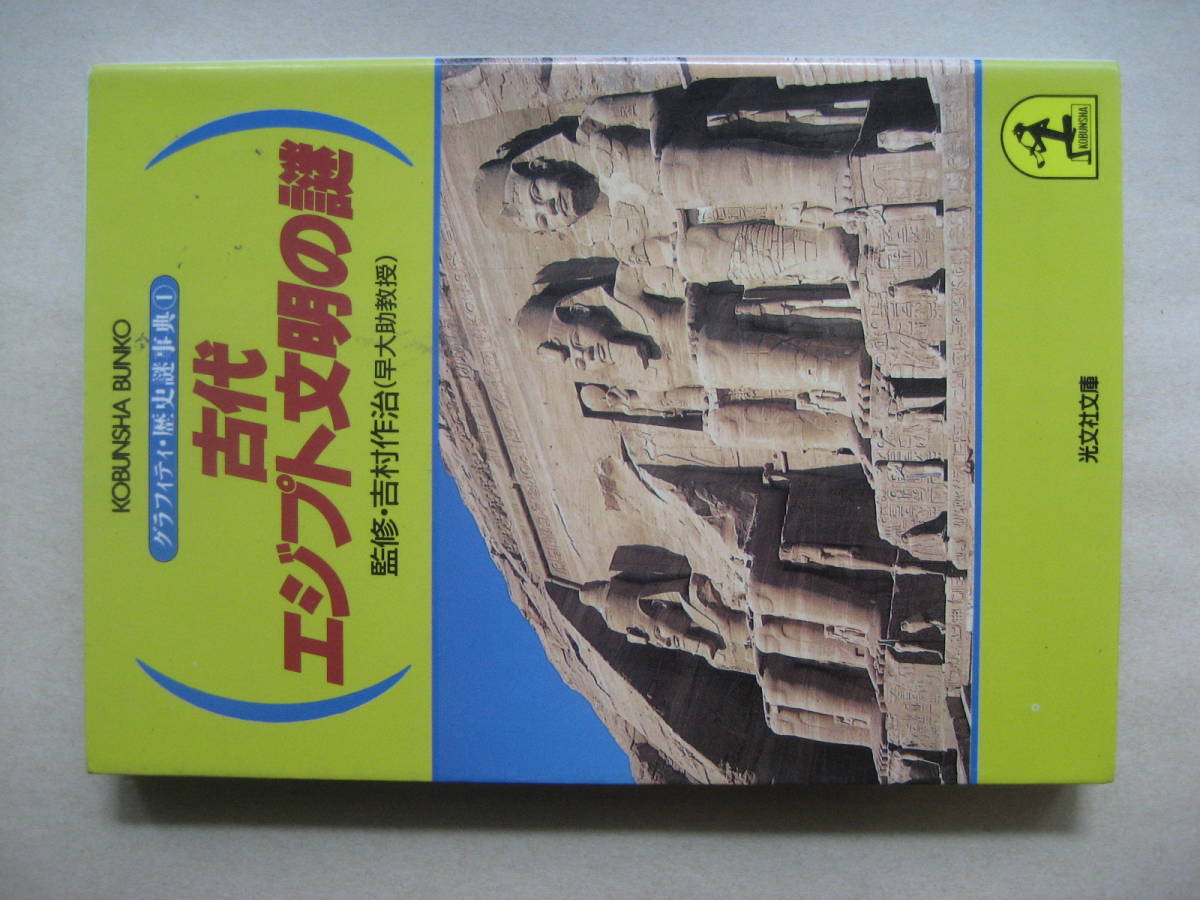 KOBUNSHA BUNKO
グラフィティ・歴史謎事典①
古代
エジプト文明の謎
監修・吉村作治(早大助教授)
KOBUNSHA
光文社文庫